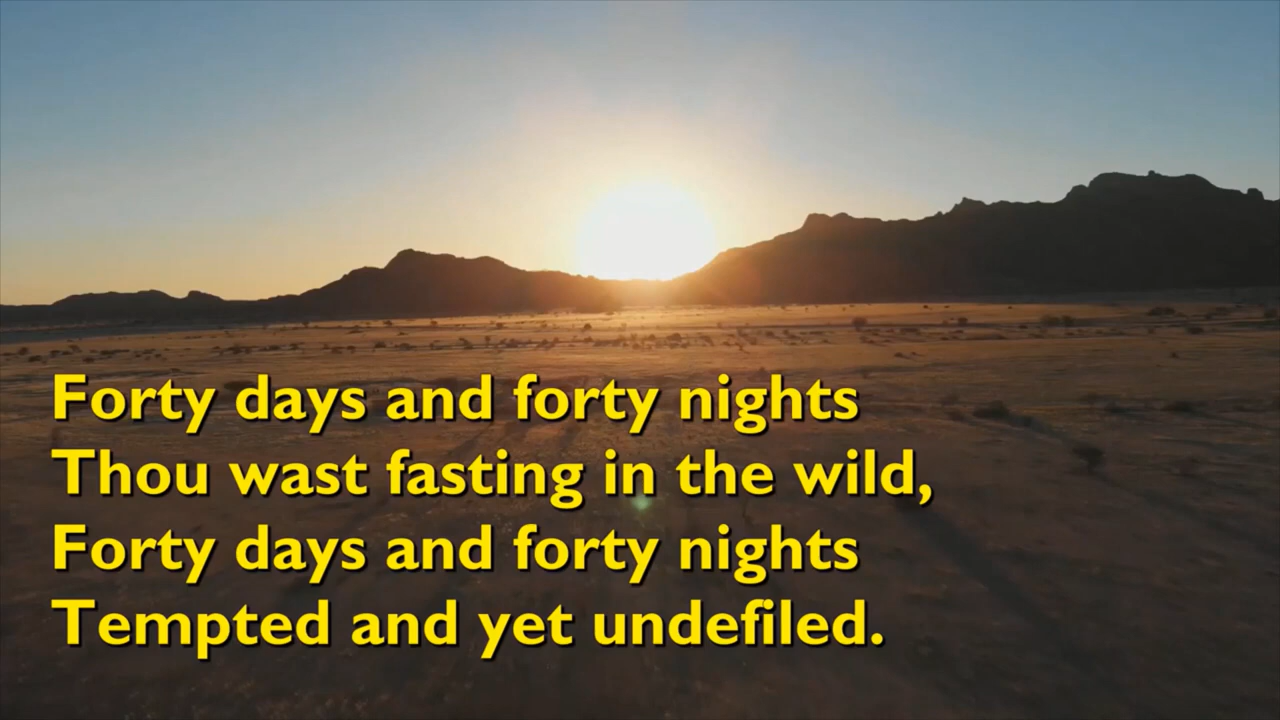 Forty days and forty nights
Thou wast fasting in the wild,
Forty days and forty nights
Tempted and yet undefiled.